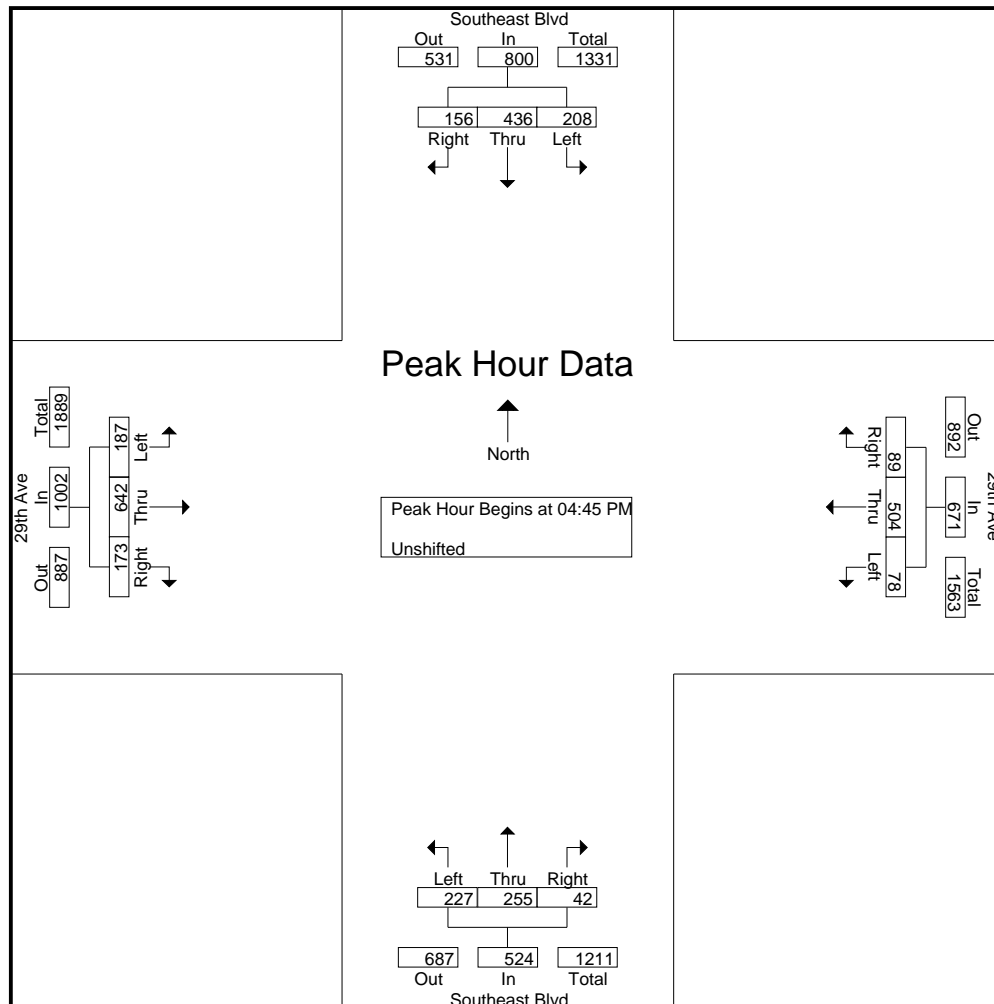 Southeast Blvd
Out In Total
531 800 1331
156 436 208
Right Thru Left
Peak Hour Data
North
Peak Hour Begins at 04:45 PM
Unshifted
29th Ave
Out In Total
887 1002 1889
187 642 173
Left Thru Right
29th Ave
Out In Total
892 671 1563
89 504 78
Right Thru Left
Left Thru Right
227 255 42
687 524 1211
Out In Total
Southeast Blvd